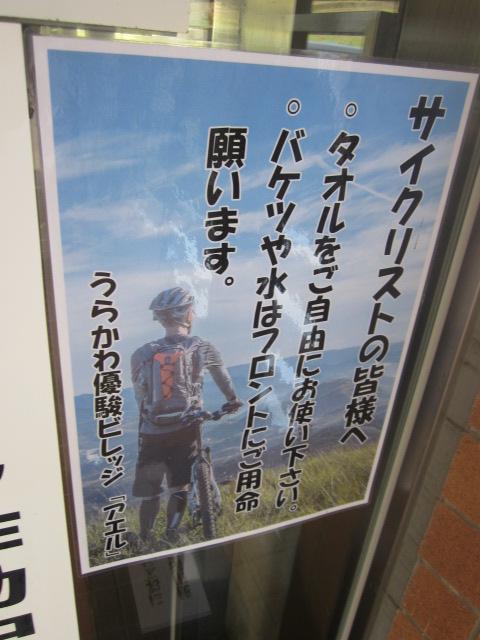 サイクリストの皆様へ
。タオルをご自由にお使い下さい。
。バケツや水はフロントにご用命
願います。
うらかわ優駿ビレッジ「アエル」